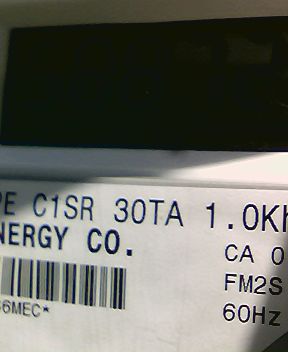 PE C1SR 30TA 1.0Kh
NERGY CO.
CA 0
FM2S
60Hz
6MEC*